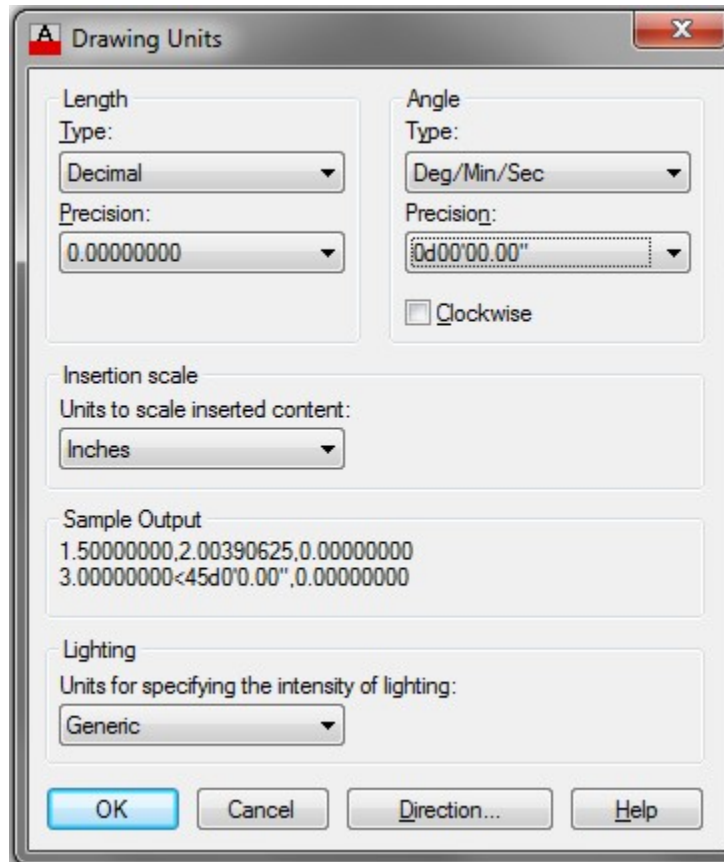 A Drawing Units X
Length
Type:
Decimal
Precision:
0.00000000
Angle
Type:
Deg/Min/Sec
Precision:
0d00'00.00"
Clockwise
Insertion scale
Units to scale inserted content:
Inches
Sample Output
1.50000000,2.00390625,0.00000000
3.00000000<45d0'0.00",0.00000000
Lighting
Units for specifying the intensity of lighting:
Generic
OK Cancel Direction... Help